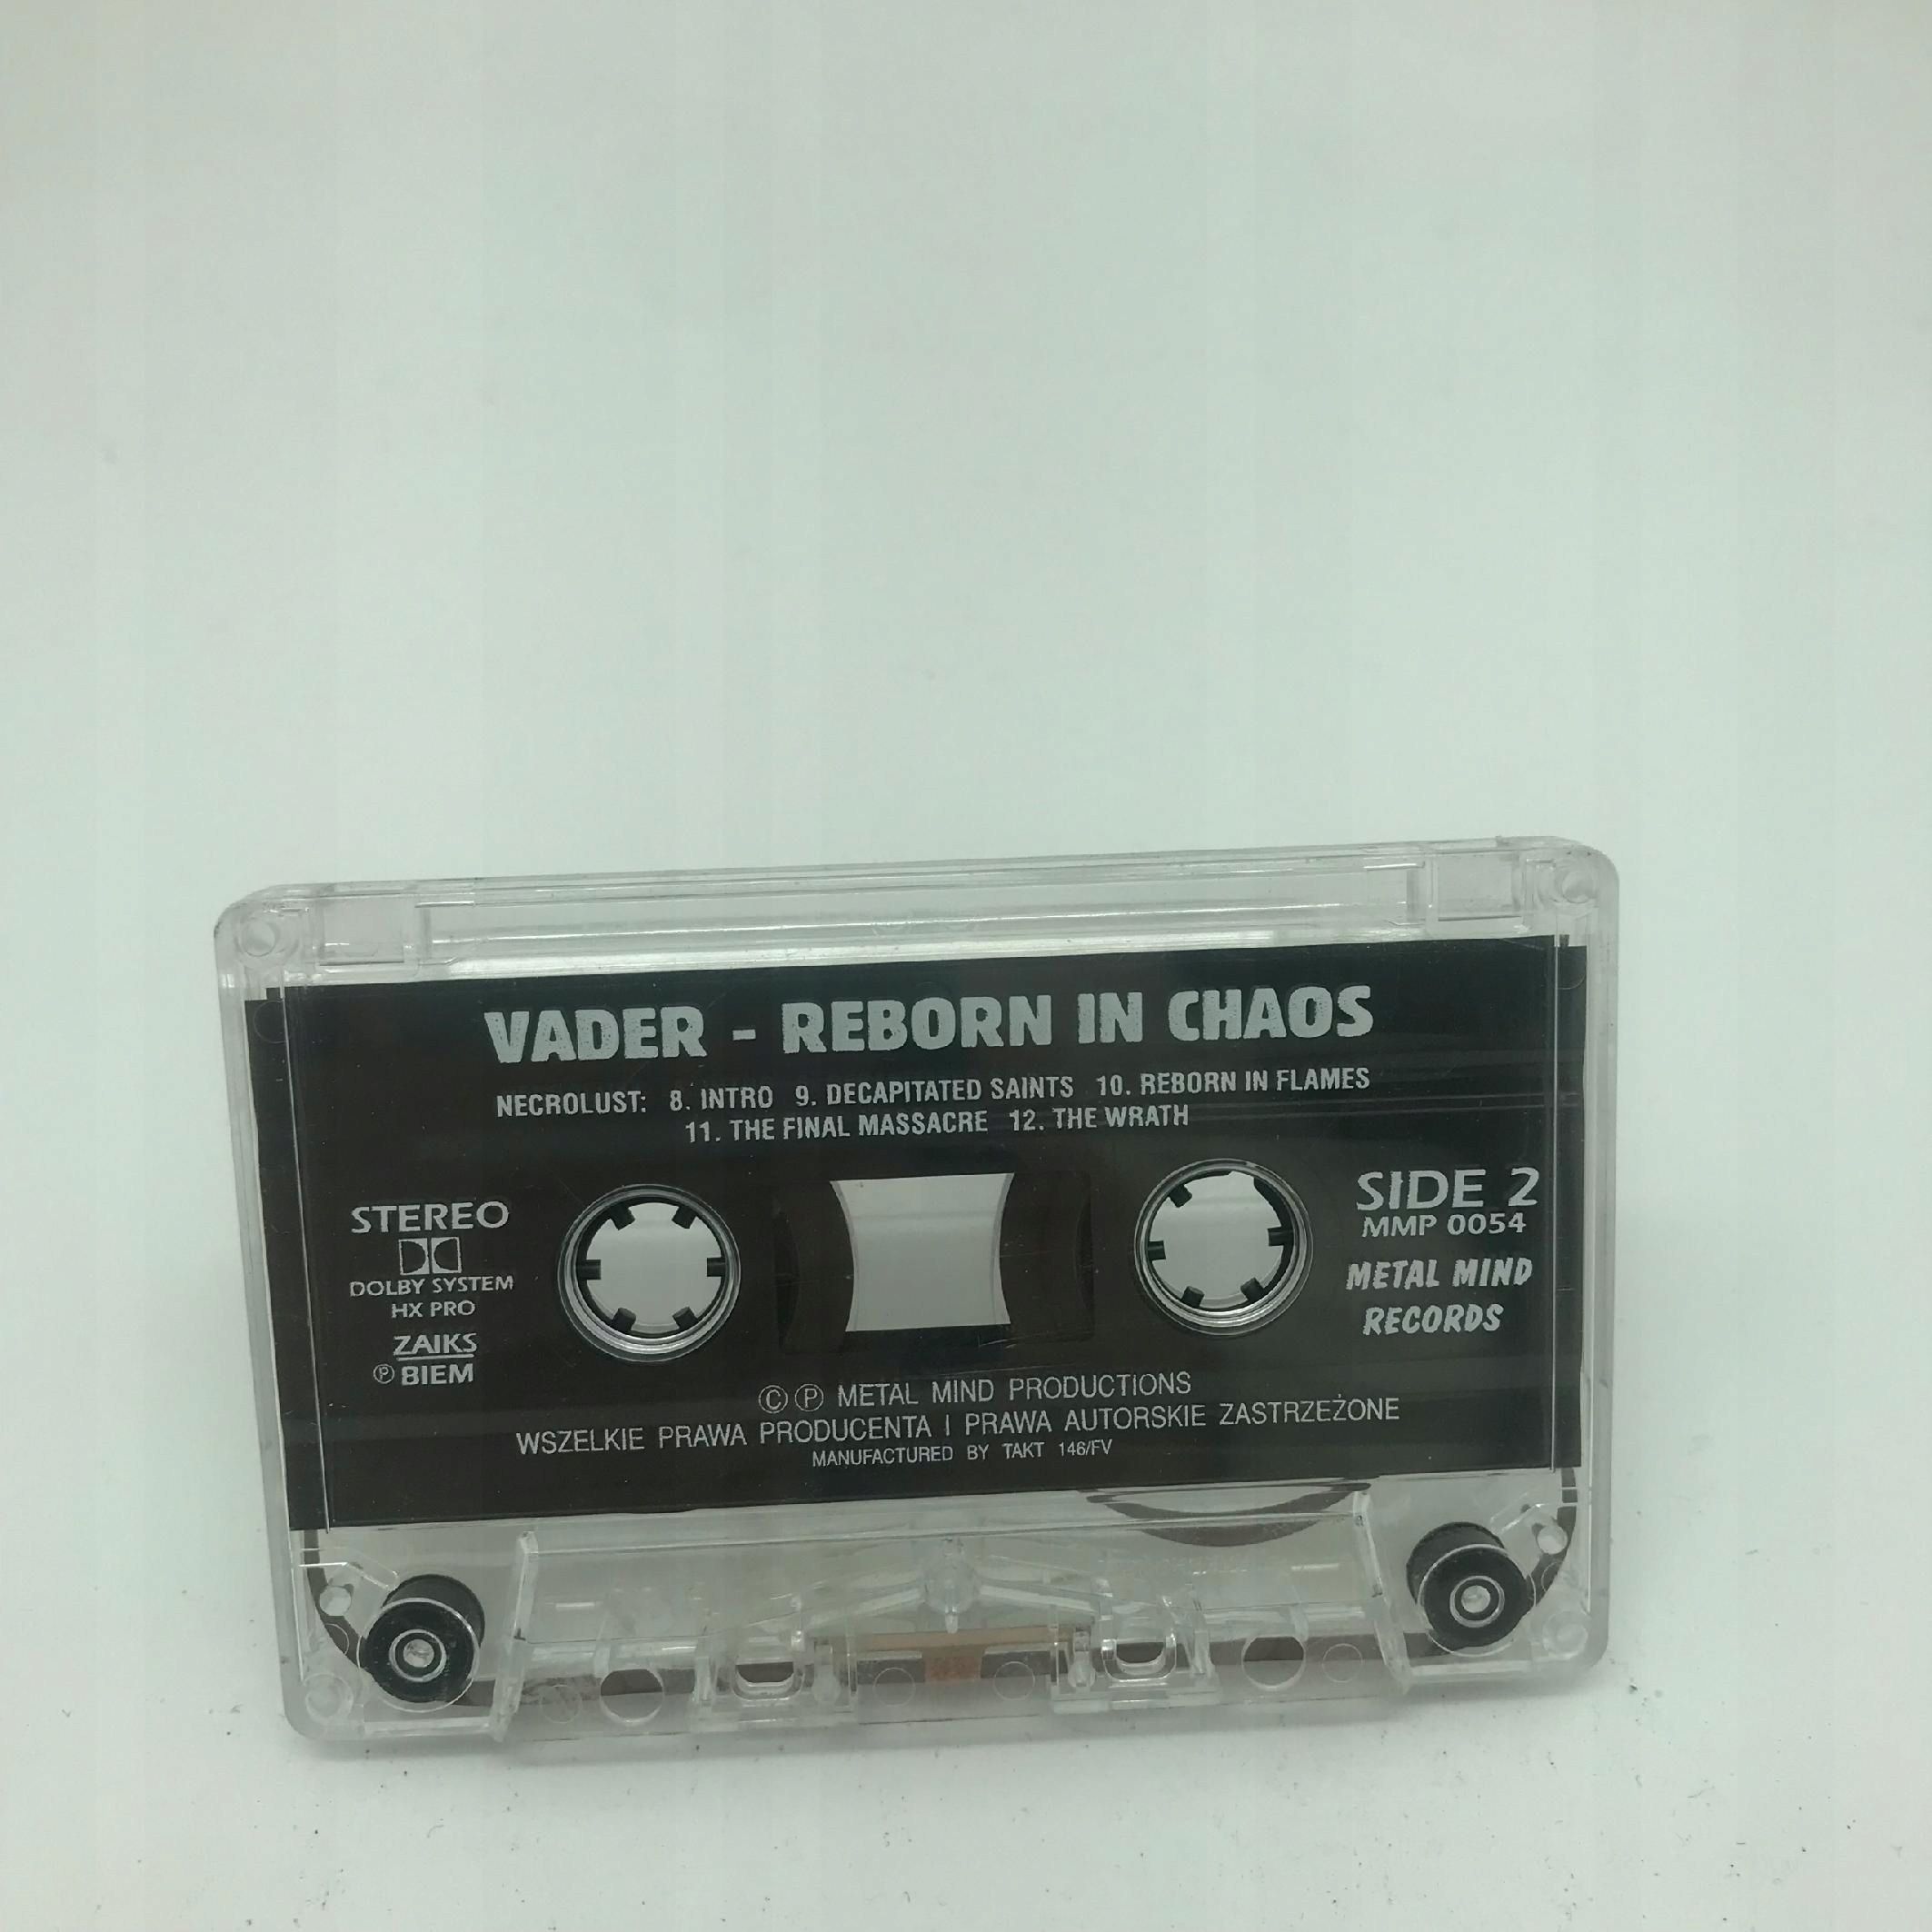 VADER - REBORN IN CHAOS
NECROLUST: 8. INTRO 9. DECAPITATED SAINTS 10. REBORN IN FLAMES
11. THE FINAL MASSACRE 12. THE WRATH
STEREO
DOLBY SYSTEM
HX PRO
ZAIKS
Ⓟ BIEM
SIDE 2
MMP 0054
METAL MIND
RECORDS
© Ⓟ METAL MIND PRODUCTIONS
WSZELKIE PRAWA PRODUCENTA I PRAWA AUTORSKIE ZASTRZEŻONE
MANUFACTURED BY TAKT 146/FV